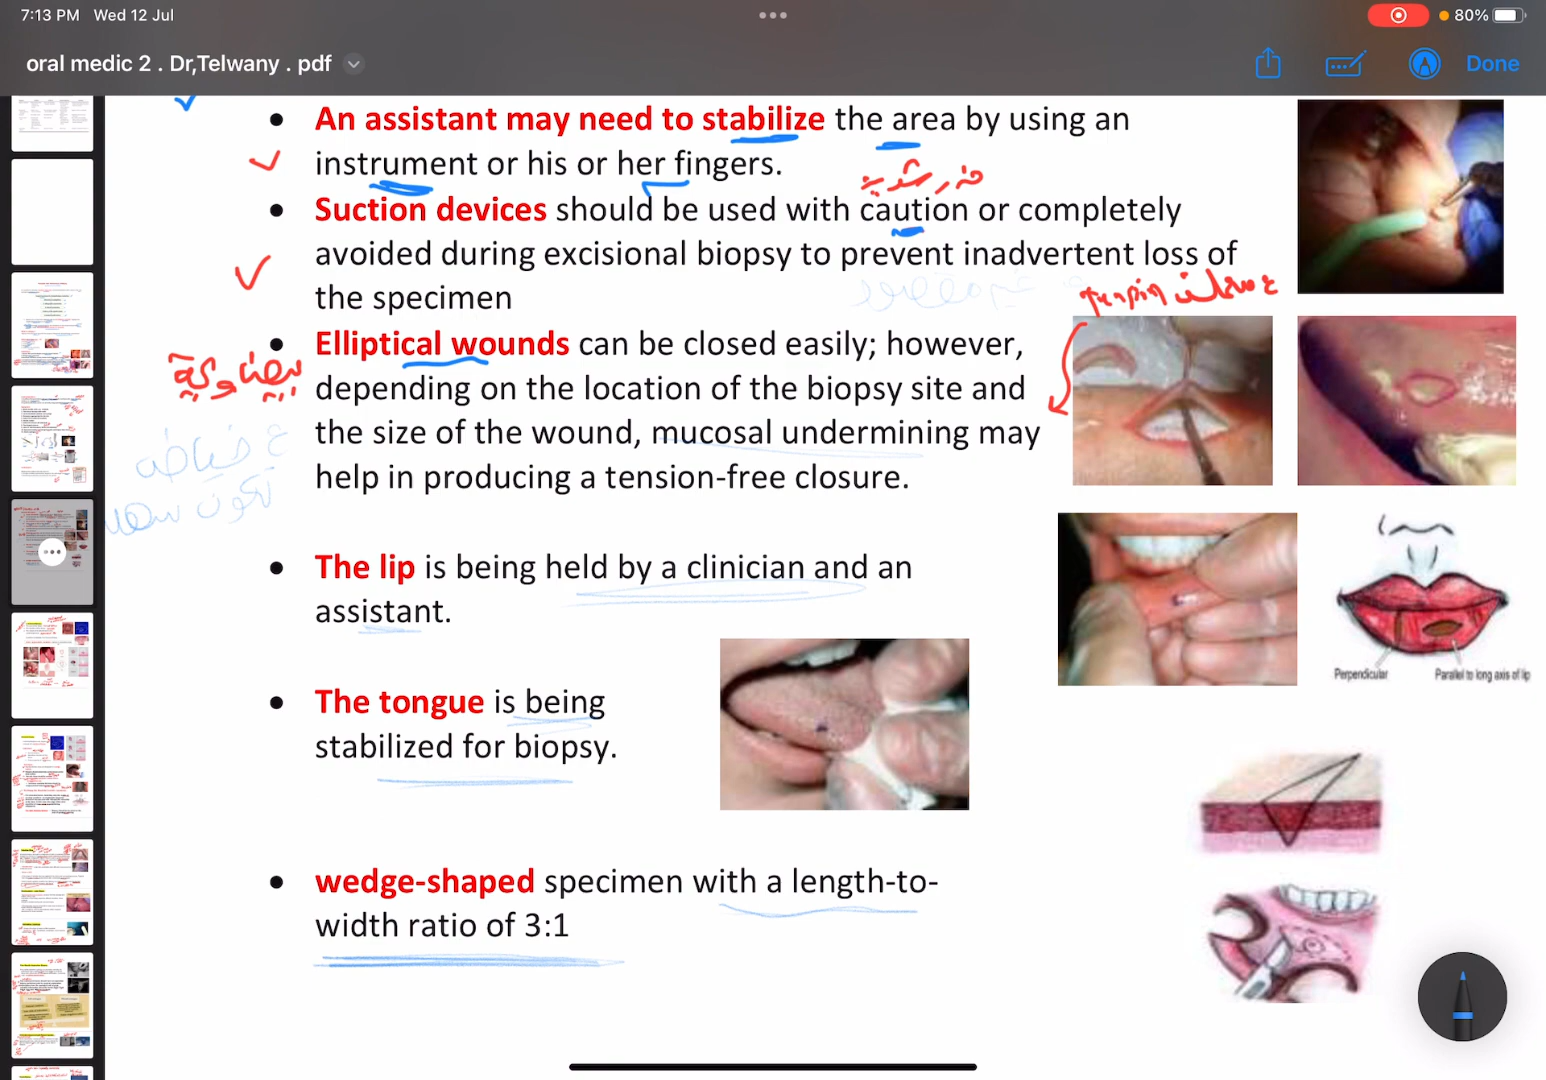 7:13 PM Wed 12 Jul
80%
oral medic 2 . Dr,Telwany . pdf
Done
• An assistant may need to stabilize the area by using an
instrument or his or her fingers.
• Suction devices should be used with caution or completely
avoided during excisional biopsy to prevent inadvertent loss of
the specimen
• Elliptical wounds can be closed easily; however,
depending on the location of the biopsy site and
the size of the wound, mucosal undermining may
help in producing a tension-free closure.
• The lip is being held by a clinician and an
assistant.
Perpendicular
Parallel to long axis of lip
• The tongue is being
stabilized for biopsy.
• wedge-shaped specimen with a length-to-
width ratio of 3:1